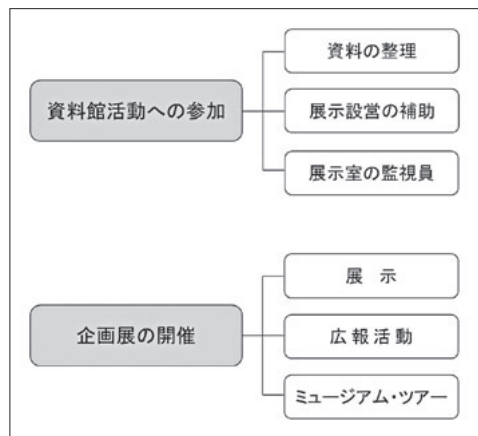 資料館活動への参加
資料の整理
展示設営の補助
展示室の監視員
企画展の開催
展　示
広報活動
ミュージアム・ツアー